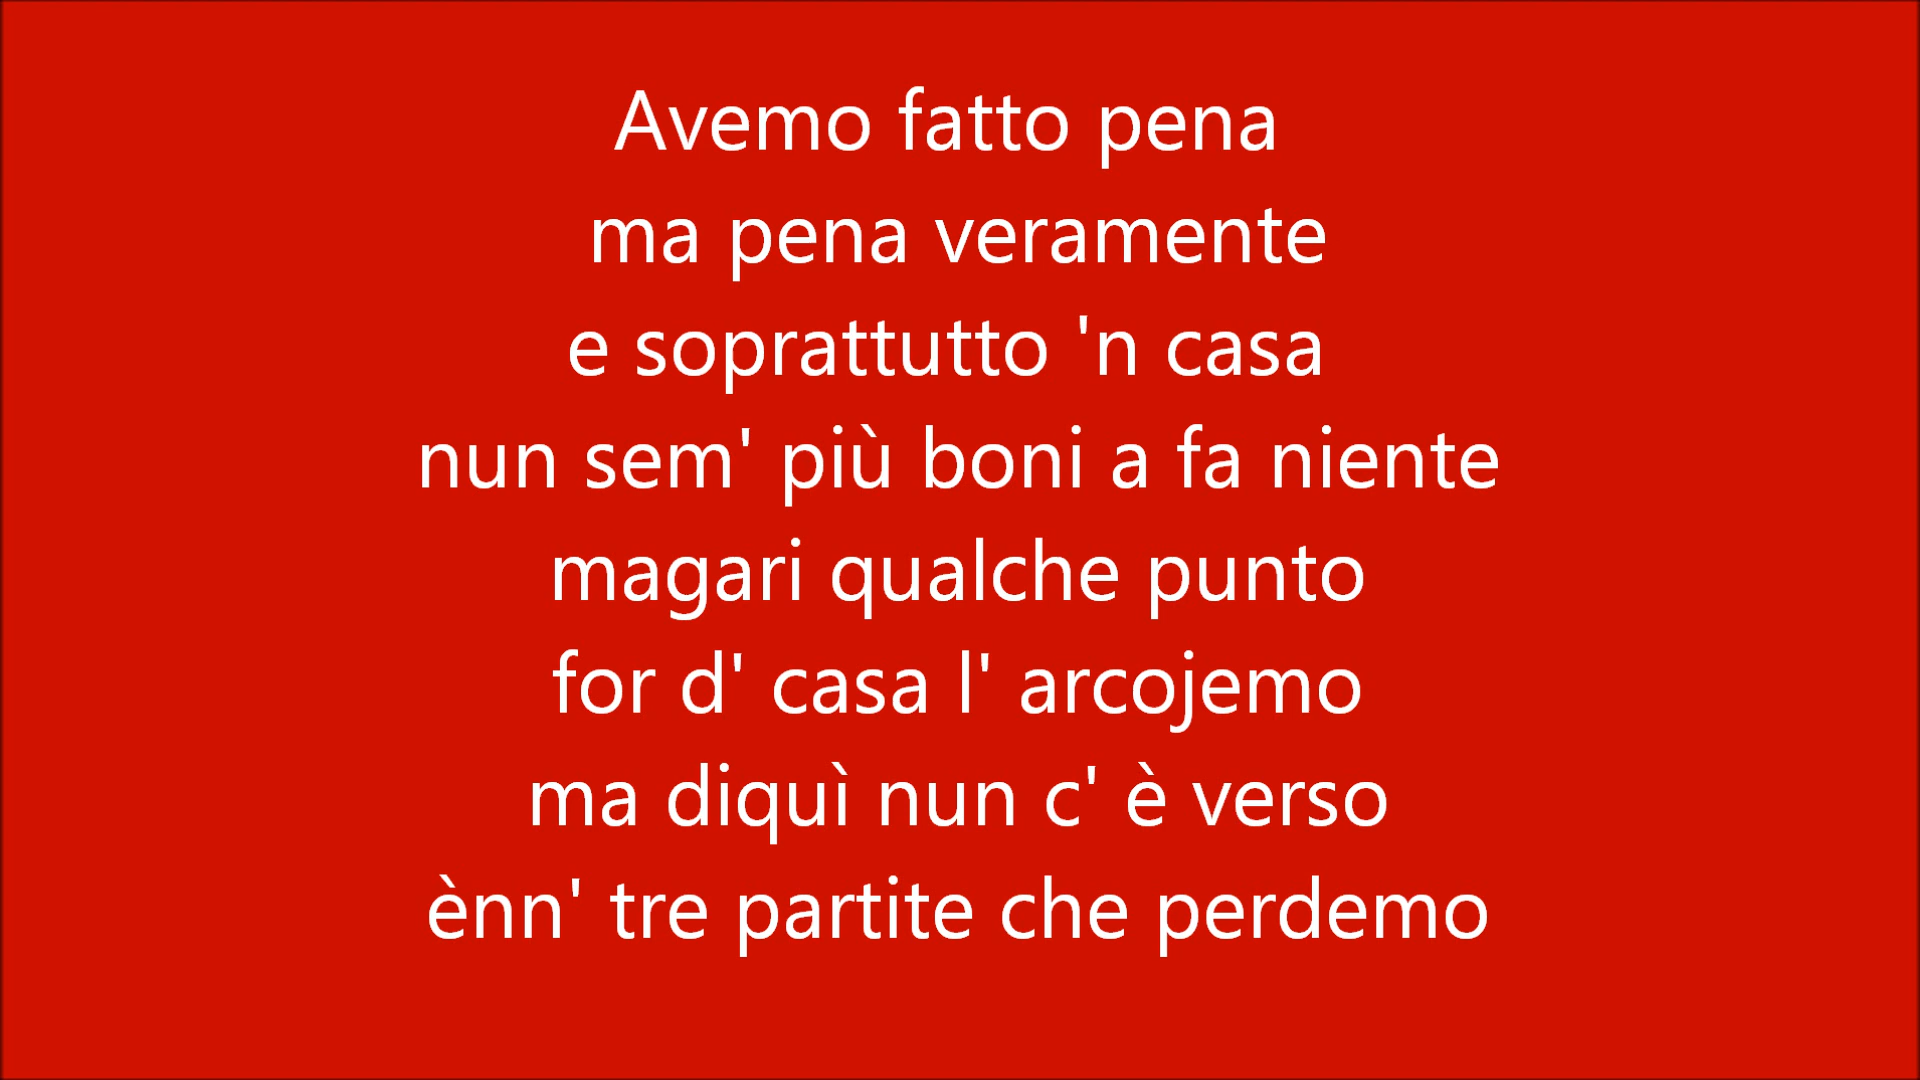 Avemo fatto pena
ma pena veramente
e soprattutto 'n casa
nun sem' più boni a fa niente
magari qualche punto
for d' casa l' arcojemo
ma diquì nun c' è verso
ènn' tre partite che perdemo